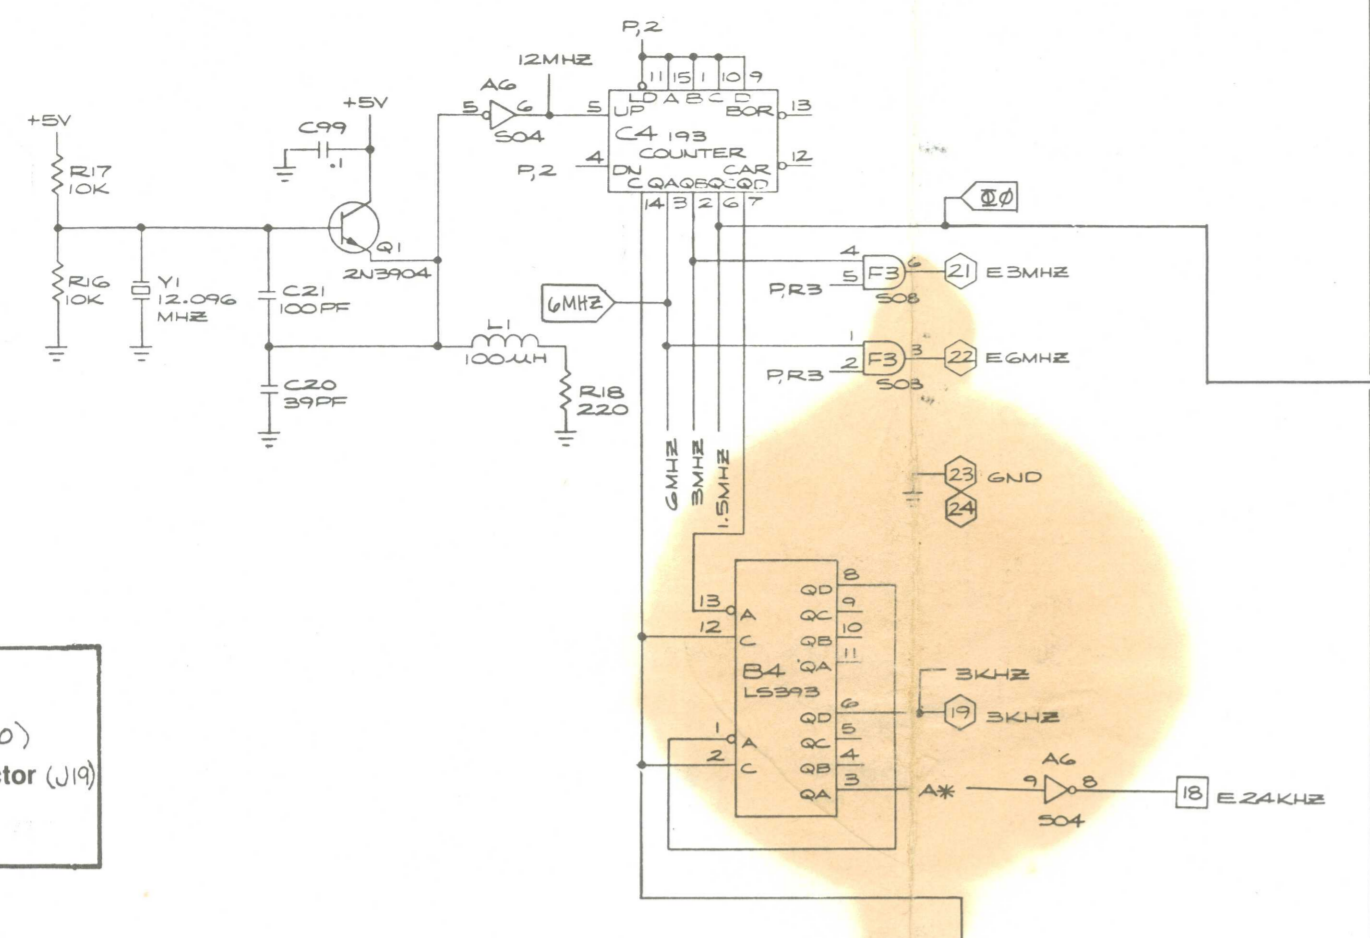 P,2
12MHZ
11 15 1 10 9
A6
5 6 5
S04
LD A B C D
UP BOR 13
C4 193
COUNTER
P,2 4 DN CAR 12
C QA QB QC QD
14 3 2 6 7
+5V
+5V
C99
.1
R17
10K
Q1
2N3904
R16
10K
Y1
12.096
MHZ
C21
100PF
C20
39PF
L1
100µH
R18
220
6MHZ
Φ0
4
5 F3 6 21 E3MHZ
P,R3
S08
1
2 F3 3 22 E6MHZ
P,R3
S08
6MHZ
3MHZ
1.5MHZ
23 GND
24
13 A QD 8
12 C QC 9
QB 10
QA 11
B4
LS393
QD 6
1 A QC 5
2 C QB 4
QA 3
3KHZ
19 3KHZ
A*
A6
9 8
S04
18 E24KHZ
ctor (J19)